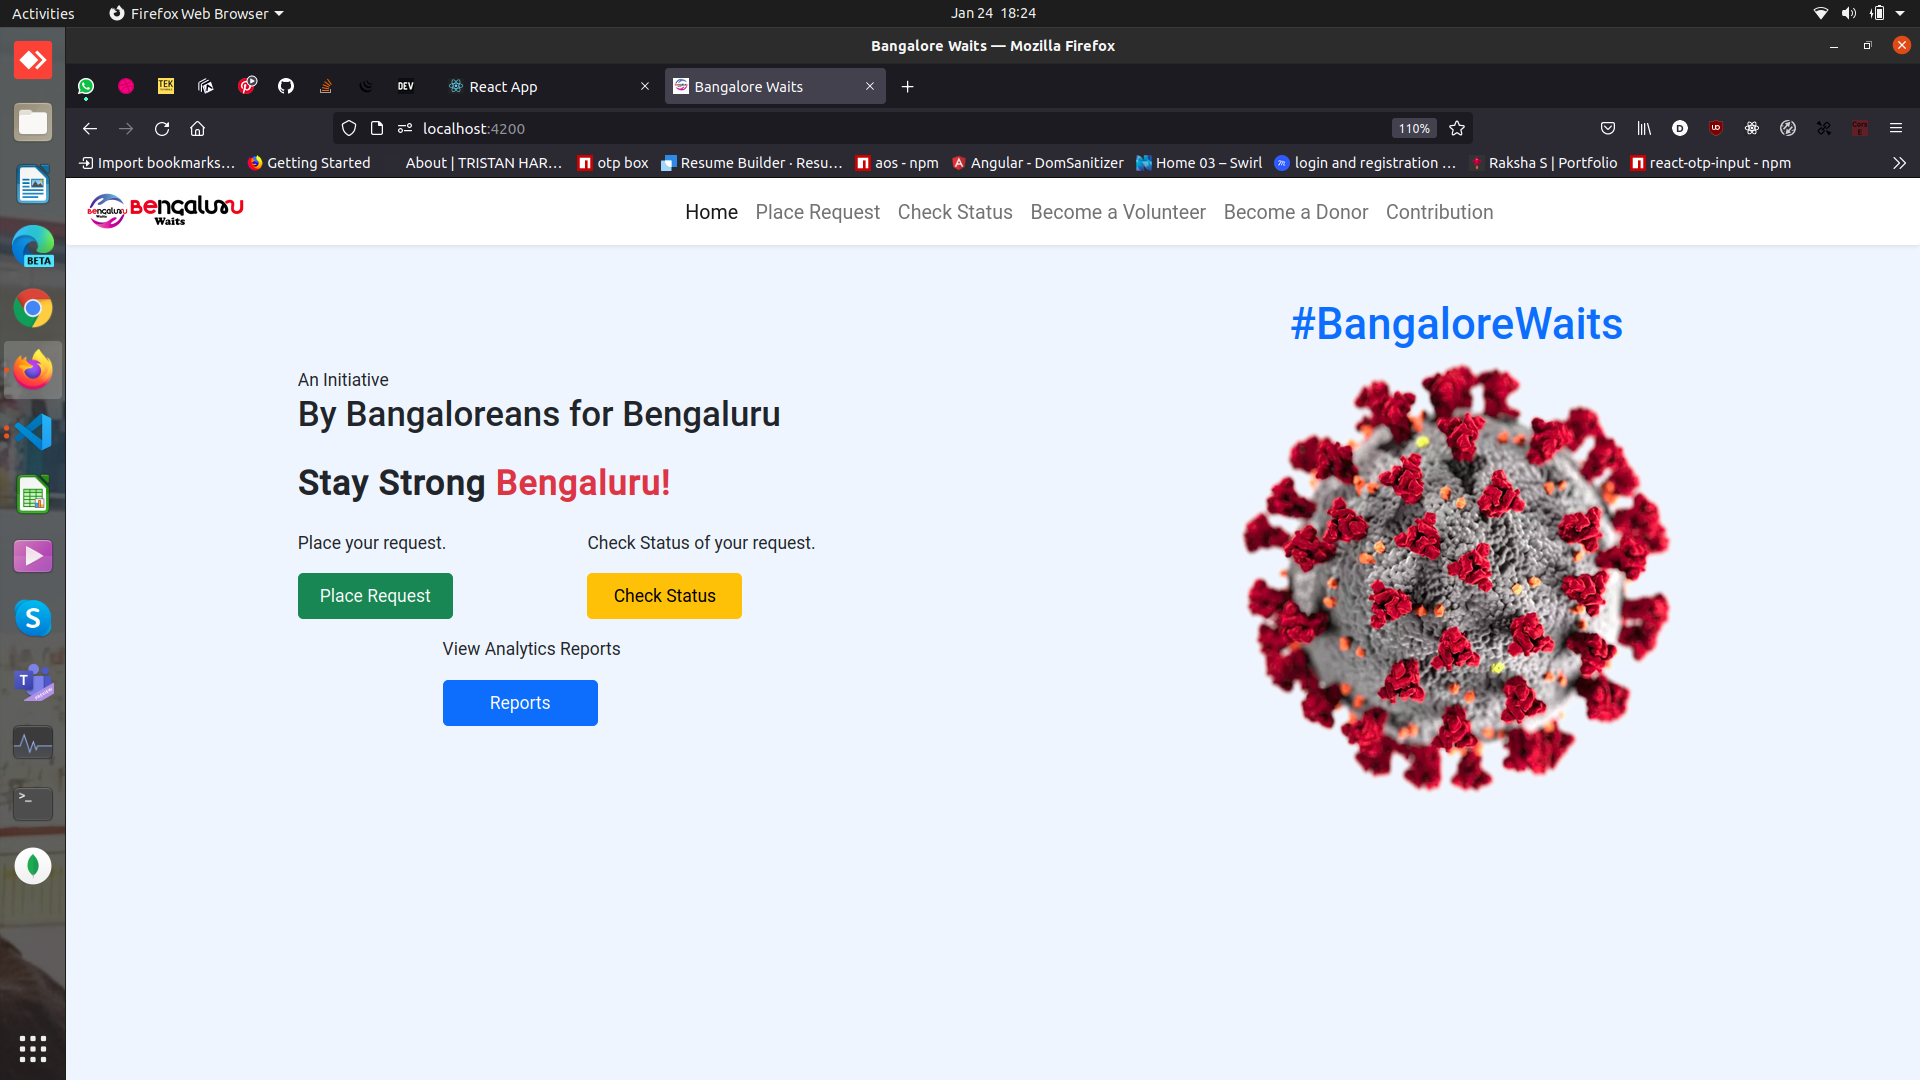 Activities
Firefox Web Browser
Jan 24 18:24
Bangalore Waits — Mozilla Firefox
TEK
DEV
React App
Bangalore Waits
localhost:4200
110%
D
UD
Import bookmarks...
Getting Started
About | TRISTAN HAR...
otp box
Resume Builder · Resu...
aos - npm
Angular - DomSanitizer
Home 03 – Swirl
login and registration ...
Raksha S | Portfolio
react-otp-input - npm
Bengaluru
Waits
Bengaluru
Waits
Home
Place Request
Check Status
Become a Volunteer
Become a Donor
Contribution
#BangaloreWaits
An Initiative
By Bangaloreans for Bengaluru
Stay Strong Bengaluru!
Place your request.
Check Status of your request.
Place Request
Check Status
View Analytics Reports
Reports
BETA
S
T
>_